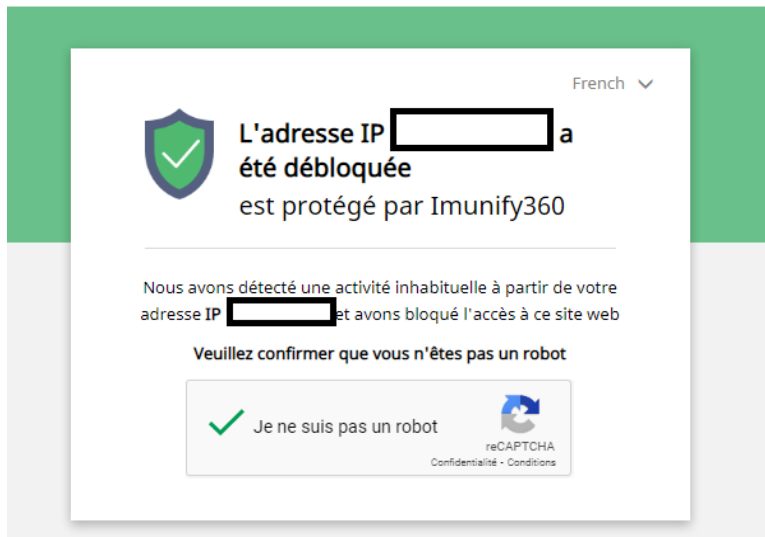 French
L'adresse IP a
été débloquée
est protégé par Imunify360
Nous avons détecté une activité inhabituelle à partir de votre
adresse IP et avons bloqué l'accès à ce site web
Veuillez confirmer que vous n'êtes pas un robot
Je ne suis pas un robot
reCAPTCHA
Confidentialité - Conditions